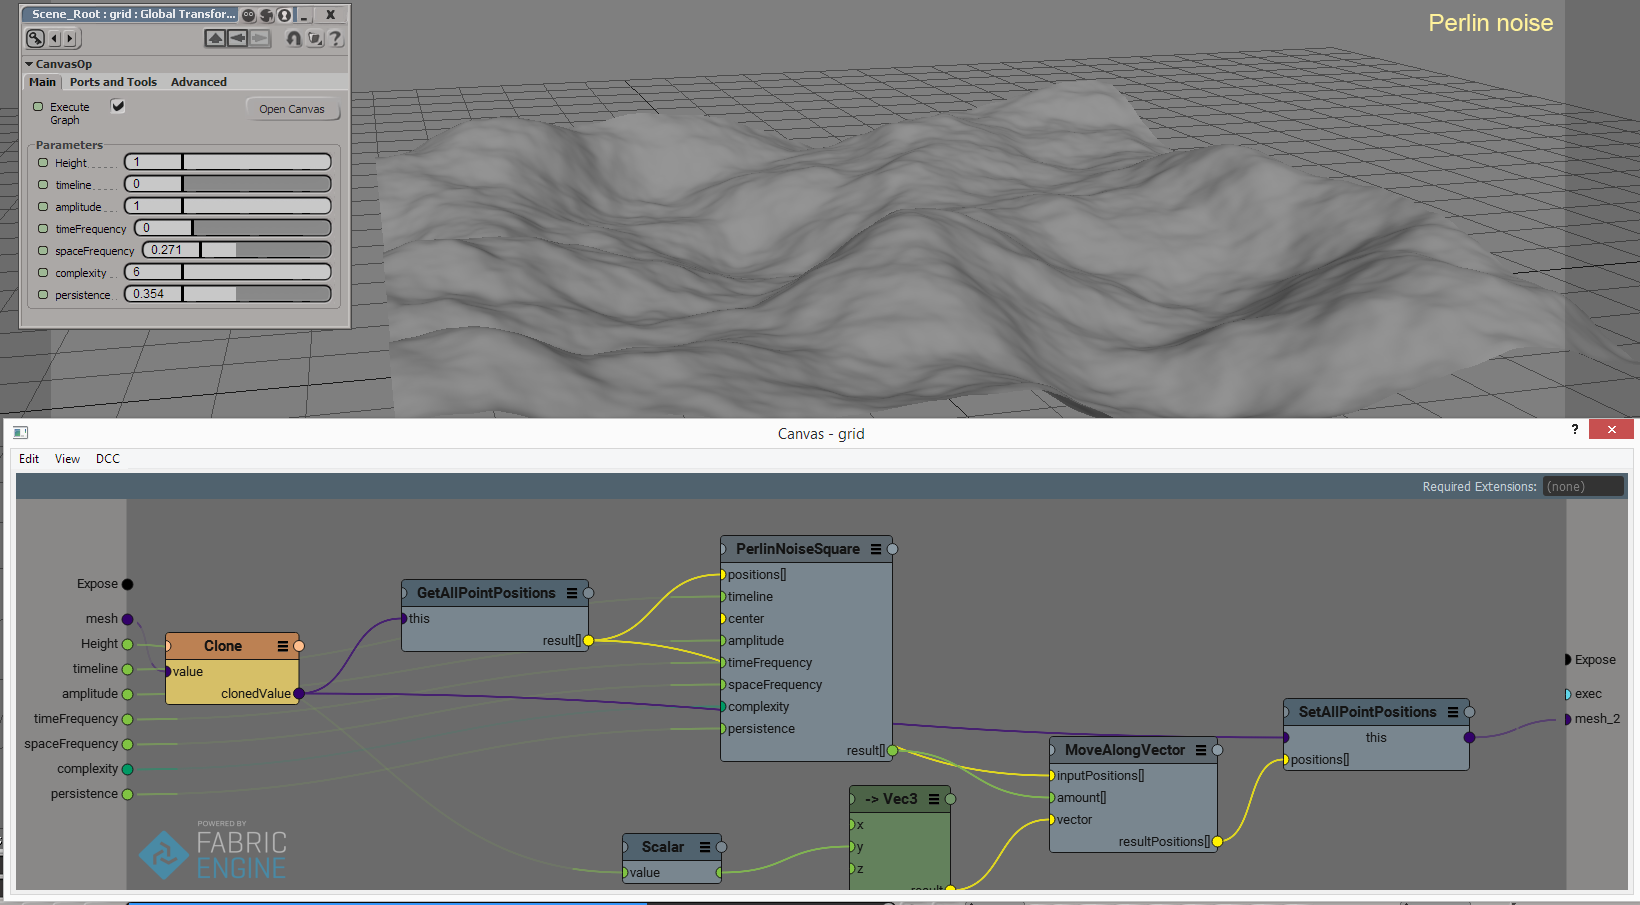 Scene_Root : grid : Global Transfor...
X
?
Perlin noise
CanvasOp
Main Ports and Tools Advanced
Execute Graph
Open Canvas
Parameters
Height 1
timeline 0
amplitude 1
timeFrequency 0
spaceFrequency 0.271
complexity 6
persistence 0.354
Canvas - grid
?
Edit View DCC
Required Extensions: (none)
Expose
mesh
Height
timeline
amplitude
timeFrequency
spaceFrequency
complexity
persistence
Clone
value
clonedValue
GetAllPointPositions
this
result[]
PerlinNoiseSquare
positions[]
timeline
center
amplitude
timeFrequency
spaceFrequency
complexity
persistence
result[]
Scalar
value
-> Vec3
x
y
z
result
MoveAlongVector
inputPositions[]
amount[]
vector
resultPositions[]
SetAllPointPositions
this
positions[]
Expose
exec
mesh_2
POWERED BY
FABRIC
ENGINE